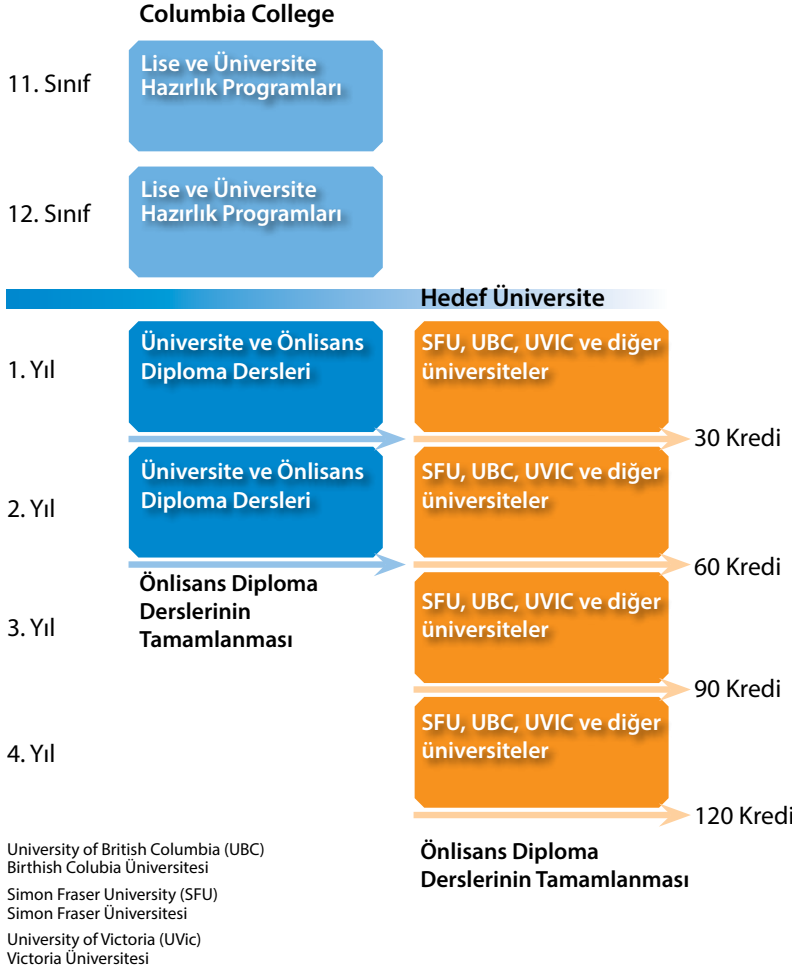 Columbia College
11. Sınıf
Lise ve Üniversite
Hazırlık Programları
12. Sınıf
Lise ve Üniversite
Hazırlık Programları
Hedef Üniversite
1. Yıl
Üniversite ve Önlisans
Diploma Dersleri
SFU, UBC, UVIC ve diğer
üniversiteler
30 Kredi
2. Yıl
Üniversite ve Önlisans
Diploma Dersleri
SFU, UBC, UVIC ve diğer
üniversiteler
60 Kredi
Önlisans Diploma
Derslerinin
Tamamlanması
3. Yıl
SFU, UBC, UVIC ve diğer
üniversiteler
90 Kredi
4. Yıl
SFU, UBC, UVIC ve diğer
üniversiteler
120 Kredi
Önlisans Diploma
Derslerinin Tamamlanması
University of British Columbia (UBC)
Birthish Colubia Üniversitesi
Simon Fraser University (SFU)
Simon Fraser Üniversitesi
University of Victoria (UVic)
Victoria Üniversitesi